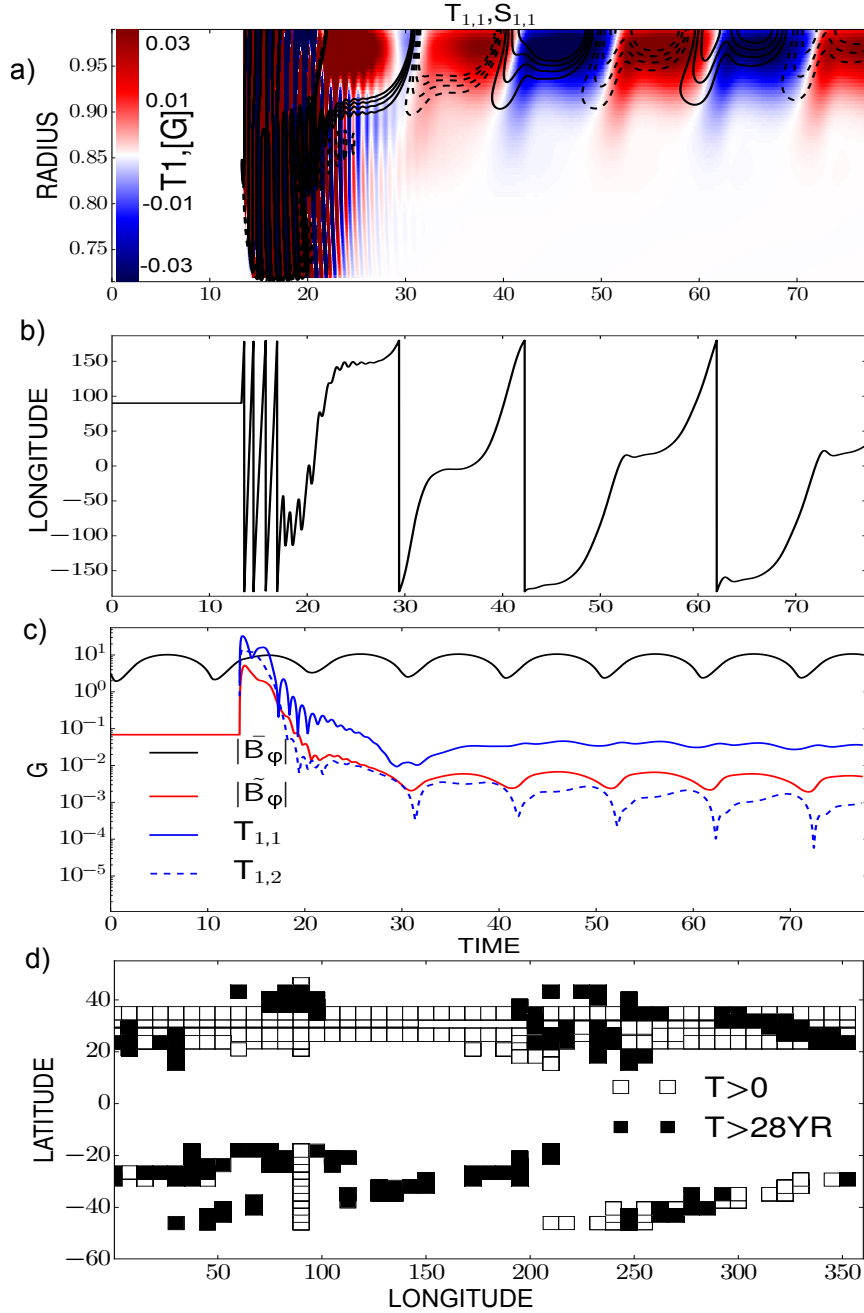 T1,1,S1,1
a)
RADIUS
0.95
0.90
0.85
0.80
0.75
0.03
0.01
-0.01
-0.03
T1,[G]
0 10 20 30 40 50 60 70
b)
LONGITUDE
150
100
50
0
−50
−100
−150
0 10 20 30 40 50 60 70
c)
G
10^1
10^0
10^-1
10^-2
10^-3
10^-4
10^-5
|B̄φ|
|B̃φ|
T1,1
T1,2
0 10 20 30 40 50 60 70
TIME
d)
LATITUDE
40
20
0
−20
−40
−60
T>0
T>28YR
50 100 150 200 250 300 350
LONGITUDE